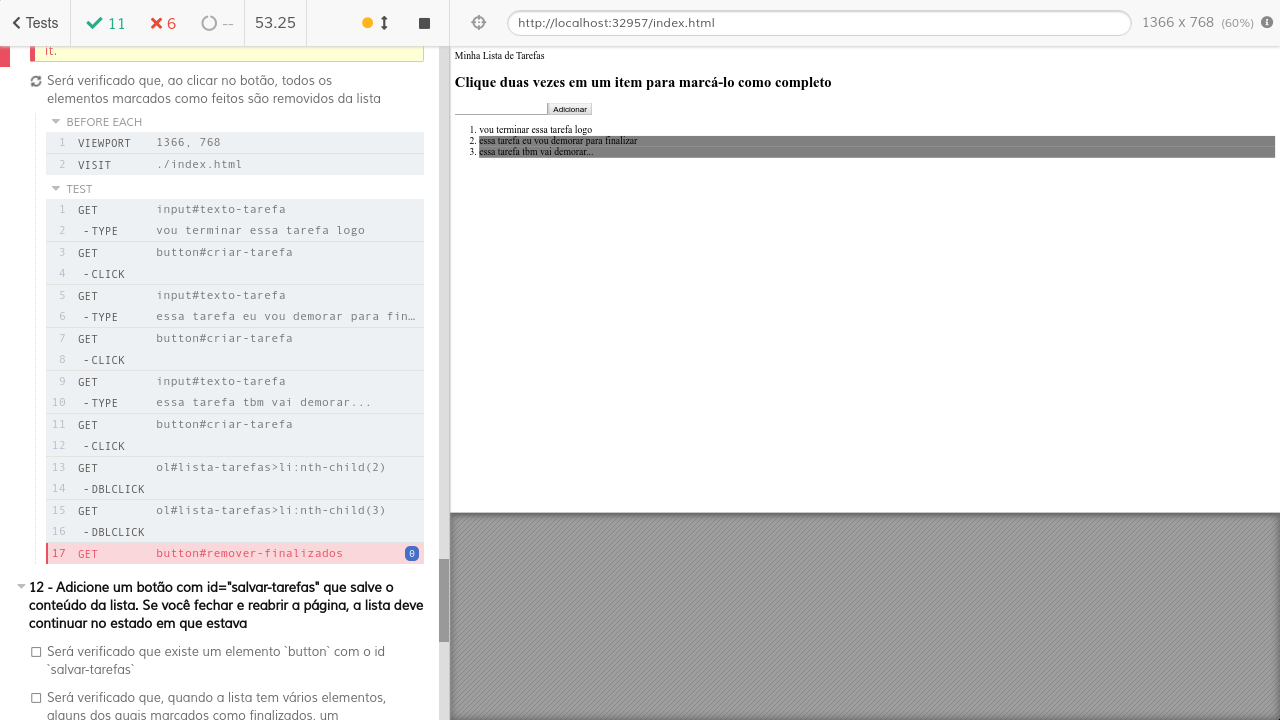 Tests 11 6 -- 53.25
http://localhost:32957/index.html 1366 x 768 (60%)
it.
Será verificado que, ao clicar no botão, todos os
elementos marcados como feitos são removidos da lista
BEFORE EACH
1 VIEWPORT 1366, 768
2 VISIT ./index.html
TEST
1 GET input#texto-tarefa
2 -TYPE vou terminar essa tarefa logo
3 GET button#criar-tarefa
4 -CLICK
5 GET input#texto-tarefa
6 -TYPE essa tarefa eu vou demorar para fin…
7 GET button#criar-tarefa
8 -CLICK
9 GET input#texto-tarefa
10 -TYPE essa tarefa tbm vai demorar...
11 GET button#criar-tarefa
12 -CLICK
13 GET ol#lista-tarefas>li:nth-child(2)
14 -DBLCLICK
15 GET ol#lista-tarefas>li:nth-child(3)
16 -DBLCLICK
17 GET button#remover-finalizados 0
12 - Adicione um botão com id="salvar-tarefas" que salve o
conteúdo da lista. Se você fechar e reabrir a página, a lista deve
continuar no estado em que estava
Será verificado que existe um elemento `button` com o id
`salvar-tarefas`
Será verificado que, quando a lista tem vários elementos,
alguns dos quais marcados como finalizados, um
Minha Lista de Tarefas
Clique duas vezes em um item para marcá-lo como completo
Adicionar
1. vou terminar essa tarefa logo
2. essa tarefa eu vou demorar para finalizar
3. essa tarefa tbm vai demorar...